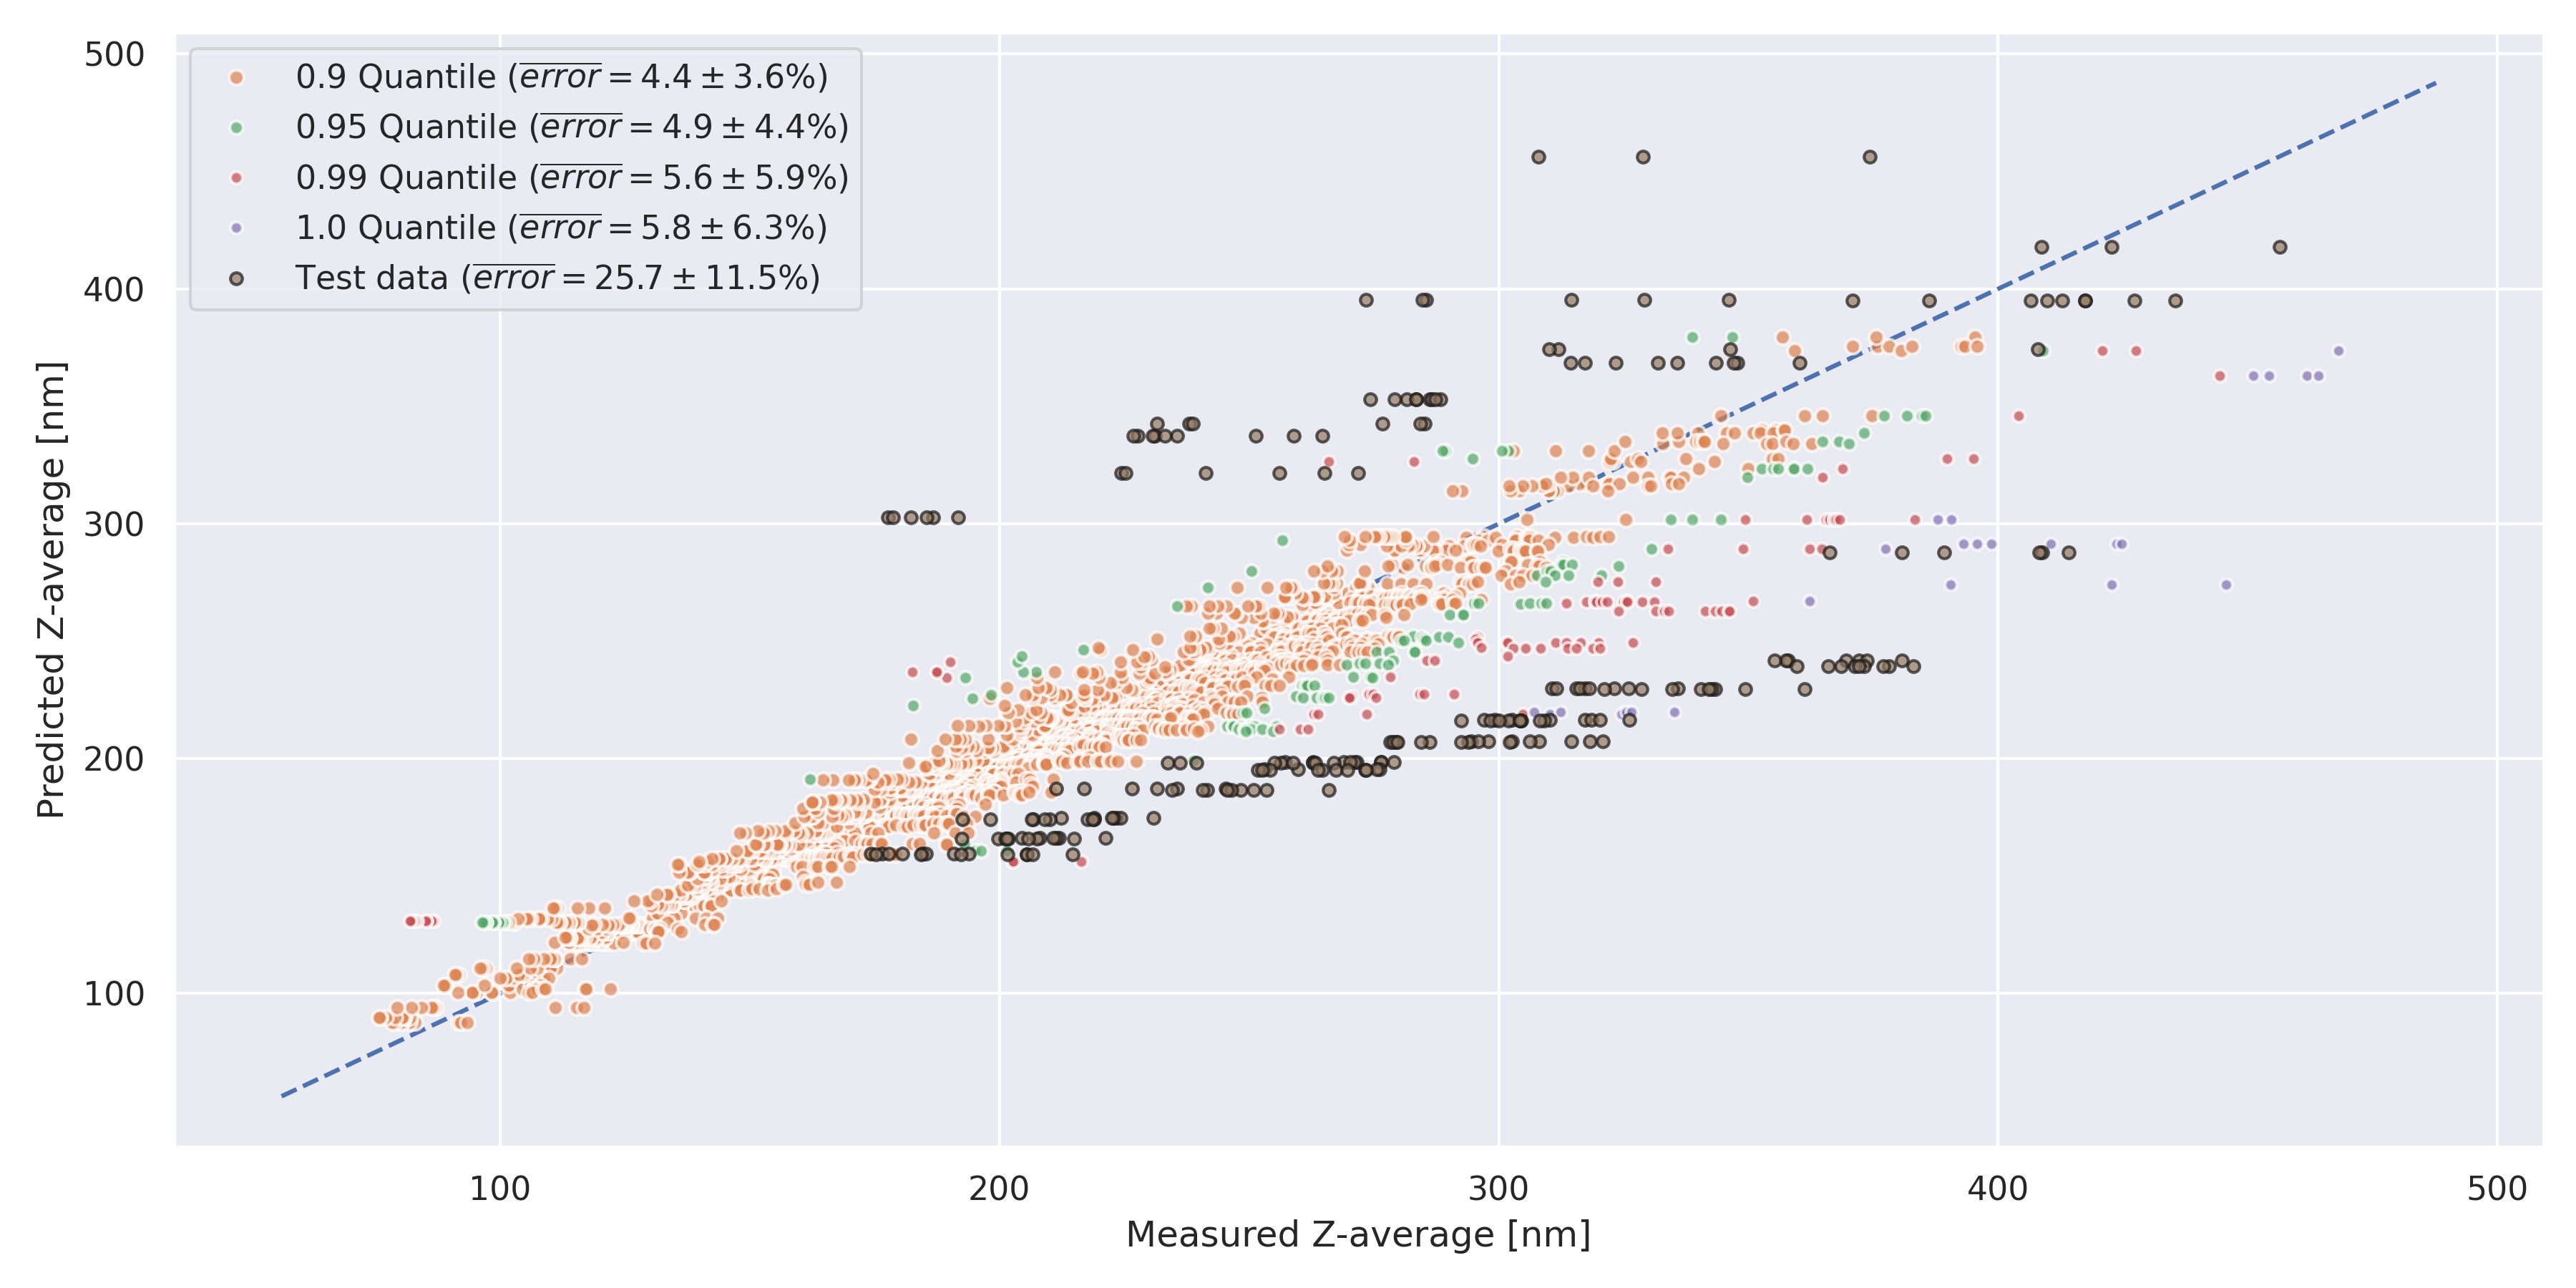 500
400
300
200
100
Predicted Z-average [nm]
0.9 Quantile (error = 4.4 ± 3.6%)
0.95 Quantile (error = 4.9 ± 4.4%)
0.99 Quantile (error = 5.6 ± 5.9%)
1.0 Quantile (error = 5.8 ± 6.3%)
Test data (error = 25.7 ± 11.5%)
100 200 300 400 500
Measured Z-average [nm]